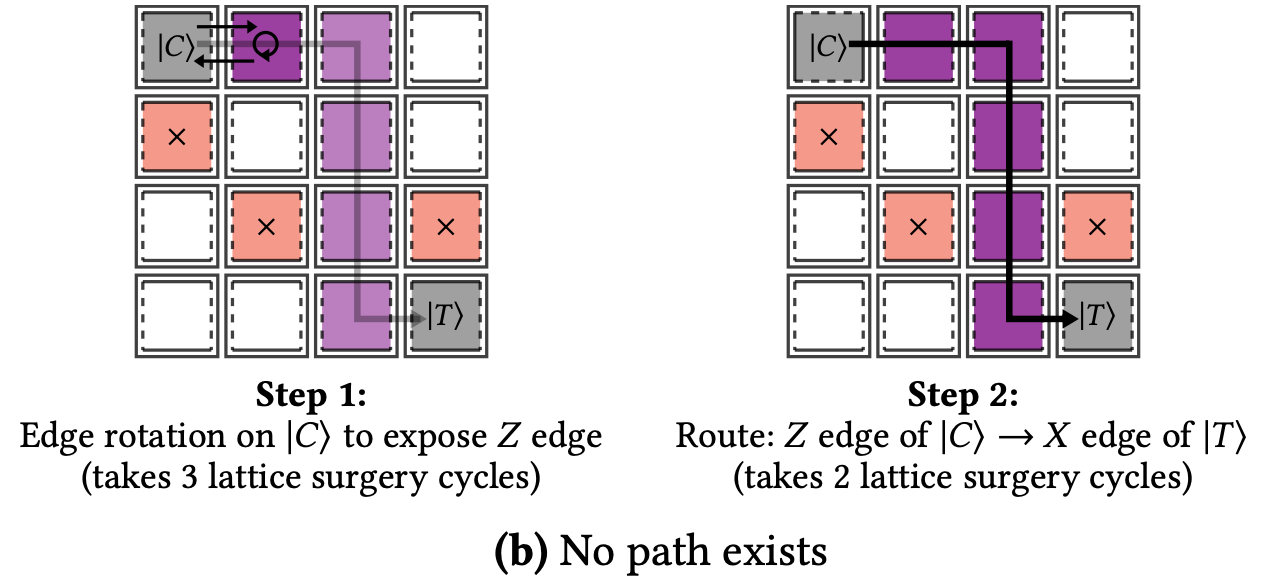 |C⟩
|C⟩
×
×
×
×
×
×
|T⟩
|T⟩
Step 1:
Edge rotation on |C⟩ to expose Z edge
(takes 3 lattice surgery cycles)
Step 2:
Route: Z edge of |C⟩ → X edge of |T⟩
(takes 2 lattice surgery cycles)
(b) No path exists